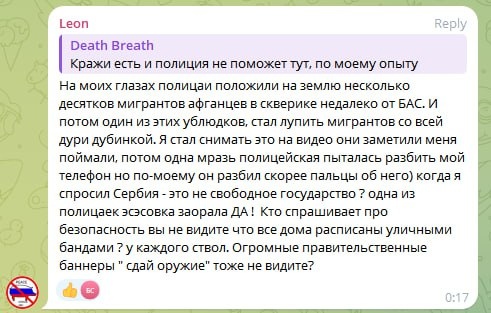 Leon
Reply
Death Breath
Кражи есть и полиция не поможет тут, по моему опыту
На моих глазах полицаи положили на землю несколько
десятков мигрантов афганцев в скверике недалеко от БАС. И
потом один из этих ублюдков, стал лупить мигрантов со всей
дури дубинкой. Я стал снимать это на видео они заметили меня
поймали, потом одна мразь полицейская пыталась разбить мой
телефон но по-моему он разбил скорее пальцы об него) когда я
спросил Сербия - это не свободное государство ? одна из
полицаек эсэсовка заорала ДА ! Кто спрашивает про
безопасность вы не видите что все дома расписаны уличными
бандами ? у каждого ствол. Огромные правительственные
баннеры " сдай оружие" тоже не видите?
БС
0:17